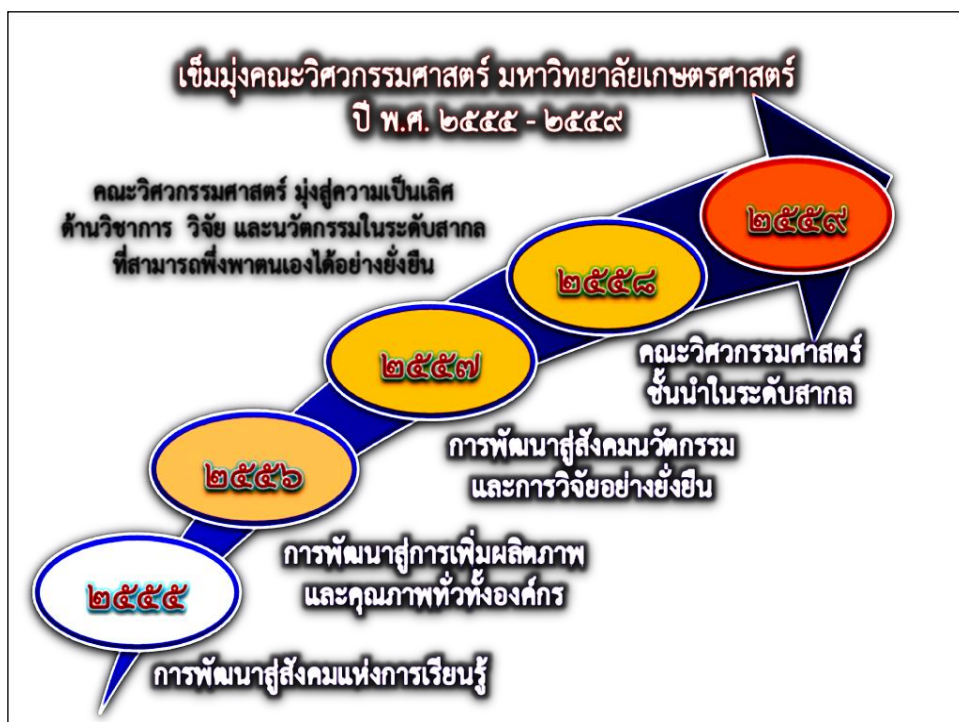 เข็มมุ่งคณะวิศวกรรมศาสตร์ มหาวิทยาลัยเกษตรศาสตร์
ปี พ.ศ. ๒๕๕๕ - ๒๕๕๙
คณะวิศวกรรมศาสตร์ มุ่งสู่ความเป็นเลิศ
ด้านวิชาการ วิจัย และนวัตกรรมในระดับสากล
ที่สามารถพึ่งพาตนเองได้อย่างยั่งยืน
๒๕๕๙
๒๕๕๘
คณะวิศวกรรมศาสตร์
ชั้นนำในระดับสากล
๒๕๕๗
การพัฒนาสู่สังคมนวัตกรรม
และการวิจัยอย่างยั่งยืน
๒๕๕๖
การพัฒนาสู่การเพิ่มผลิตภาพ
และคุณภาพทั่วทั้งองค์กร
๒๕๕๕
การพัฒนาสู่สังคมแห่งการเรียนรู้